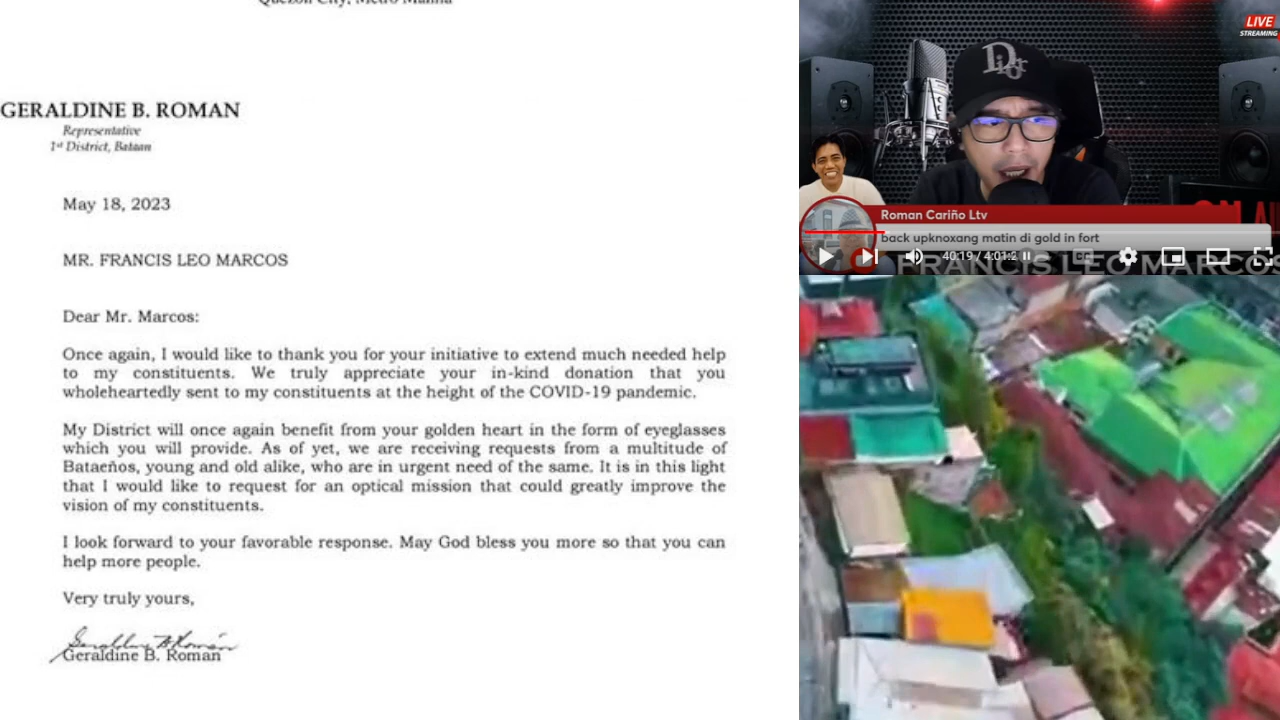 Quezon City, Metro Manila
GERALDINE B. ROMAN
Representative
1st District, Bataan
May 18, 2023
MR. FRANCIS LEO MARCOS
Dear Mr. Marcos:
Once again, I would like to thank you for your initiative to extend much needed help
to my constituents. We truly appreciate your in-kind donation that you
wholeheartedly sent to my constituents at the height of the COVID-19 pandemic.
My District will once again benefit from your golden heart in the form of eyeglasses
which you will provide. As of yet, we are receiving requests from a multitude of
Bataeños, young and old alike, who are in urgent need of the same. It is in this light
that I would like to request for an optical mission that could greatly improve the
vision of my constituents.
I look forward to your favorable response. May God bless you more so that you can
help more people.
Very truly yours,
Geraldine B. Roman
Geraldine B. Roman
LIVE
STREAMING
Dior
ON AI
Roman Cariño Ltv
back upknoxang matin di gold in fort
40:19 / 4:01:2
FRANCIS LEO MARCOS